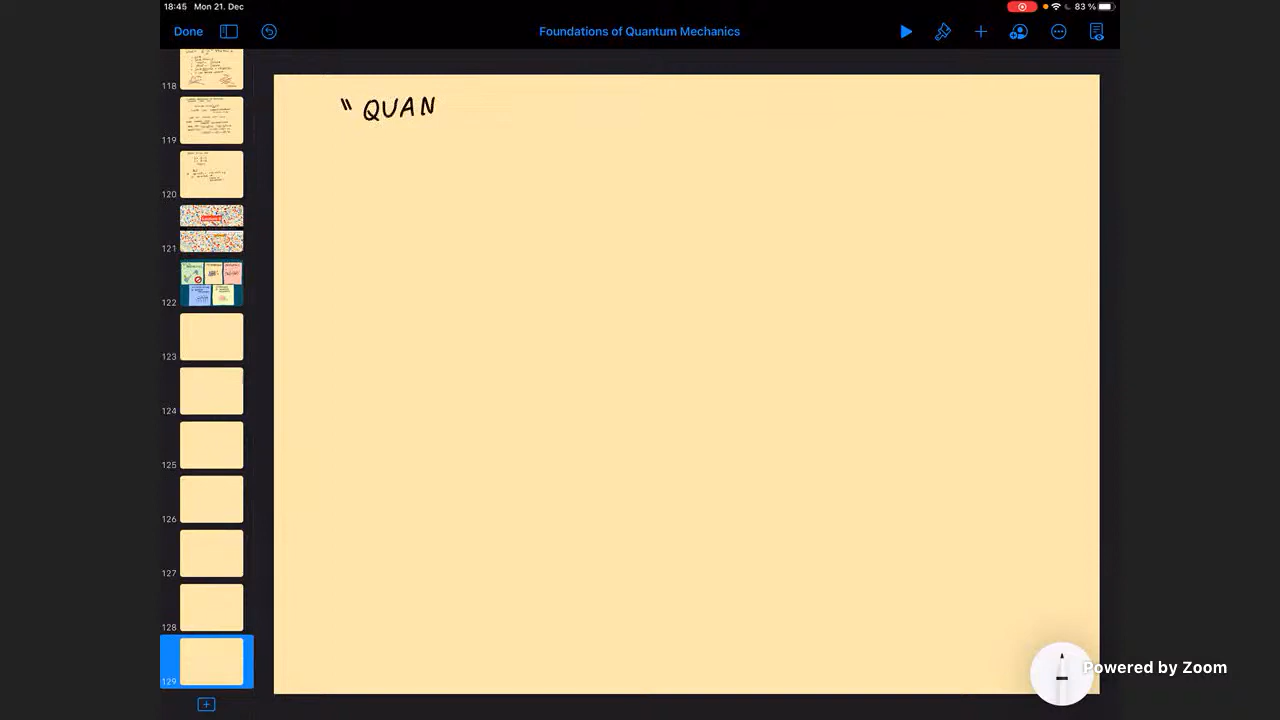 18:45 Mon 21. Dec
83 %
Done
Foundations of Quantum Mechanics
118
119
120
121
122
123
124
125
126
127
128
129
" QUAN
Powered by Zoom